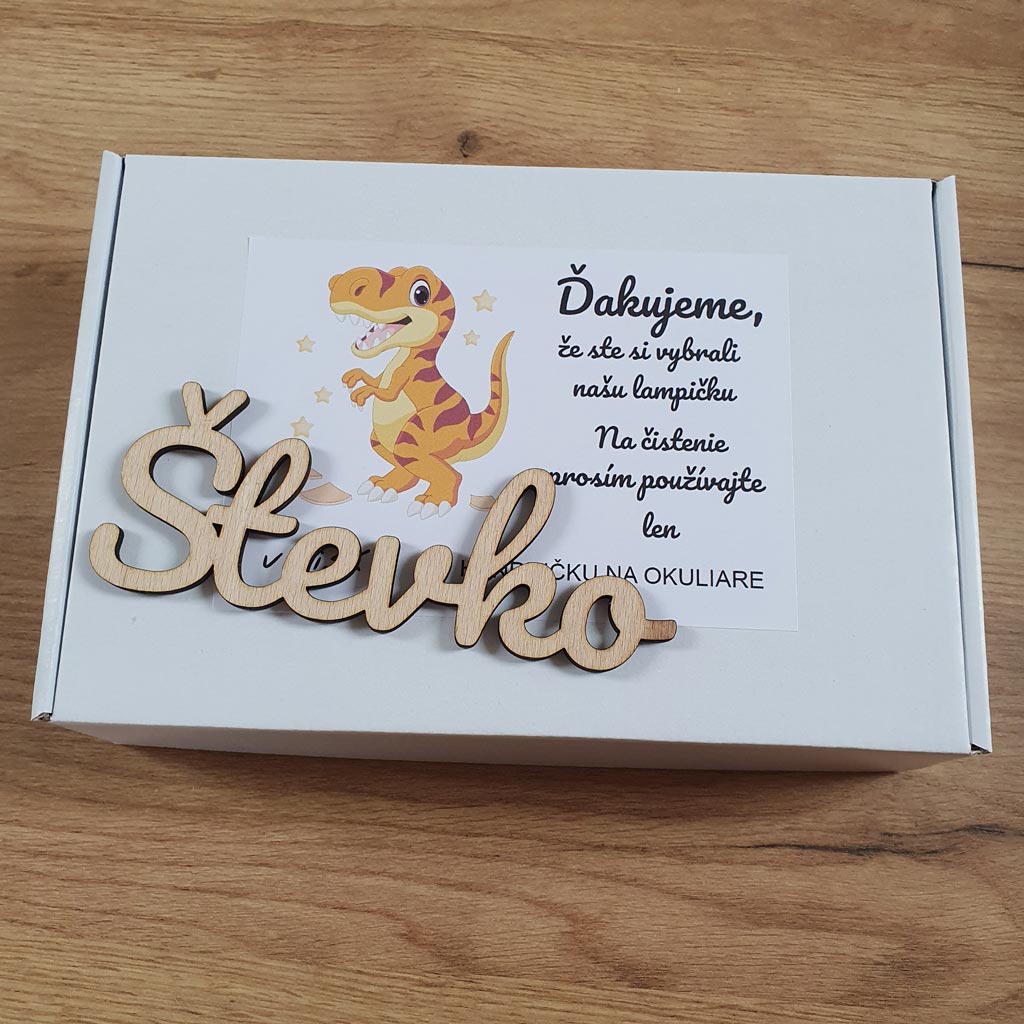 Ďakujeme,
že ste si vybrali
našu lampičku
Na čistenie
prosím používajte
len
NA OKULIARE
Števko